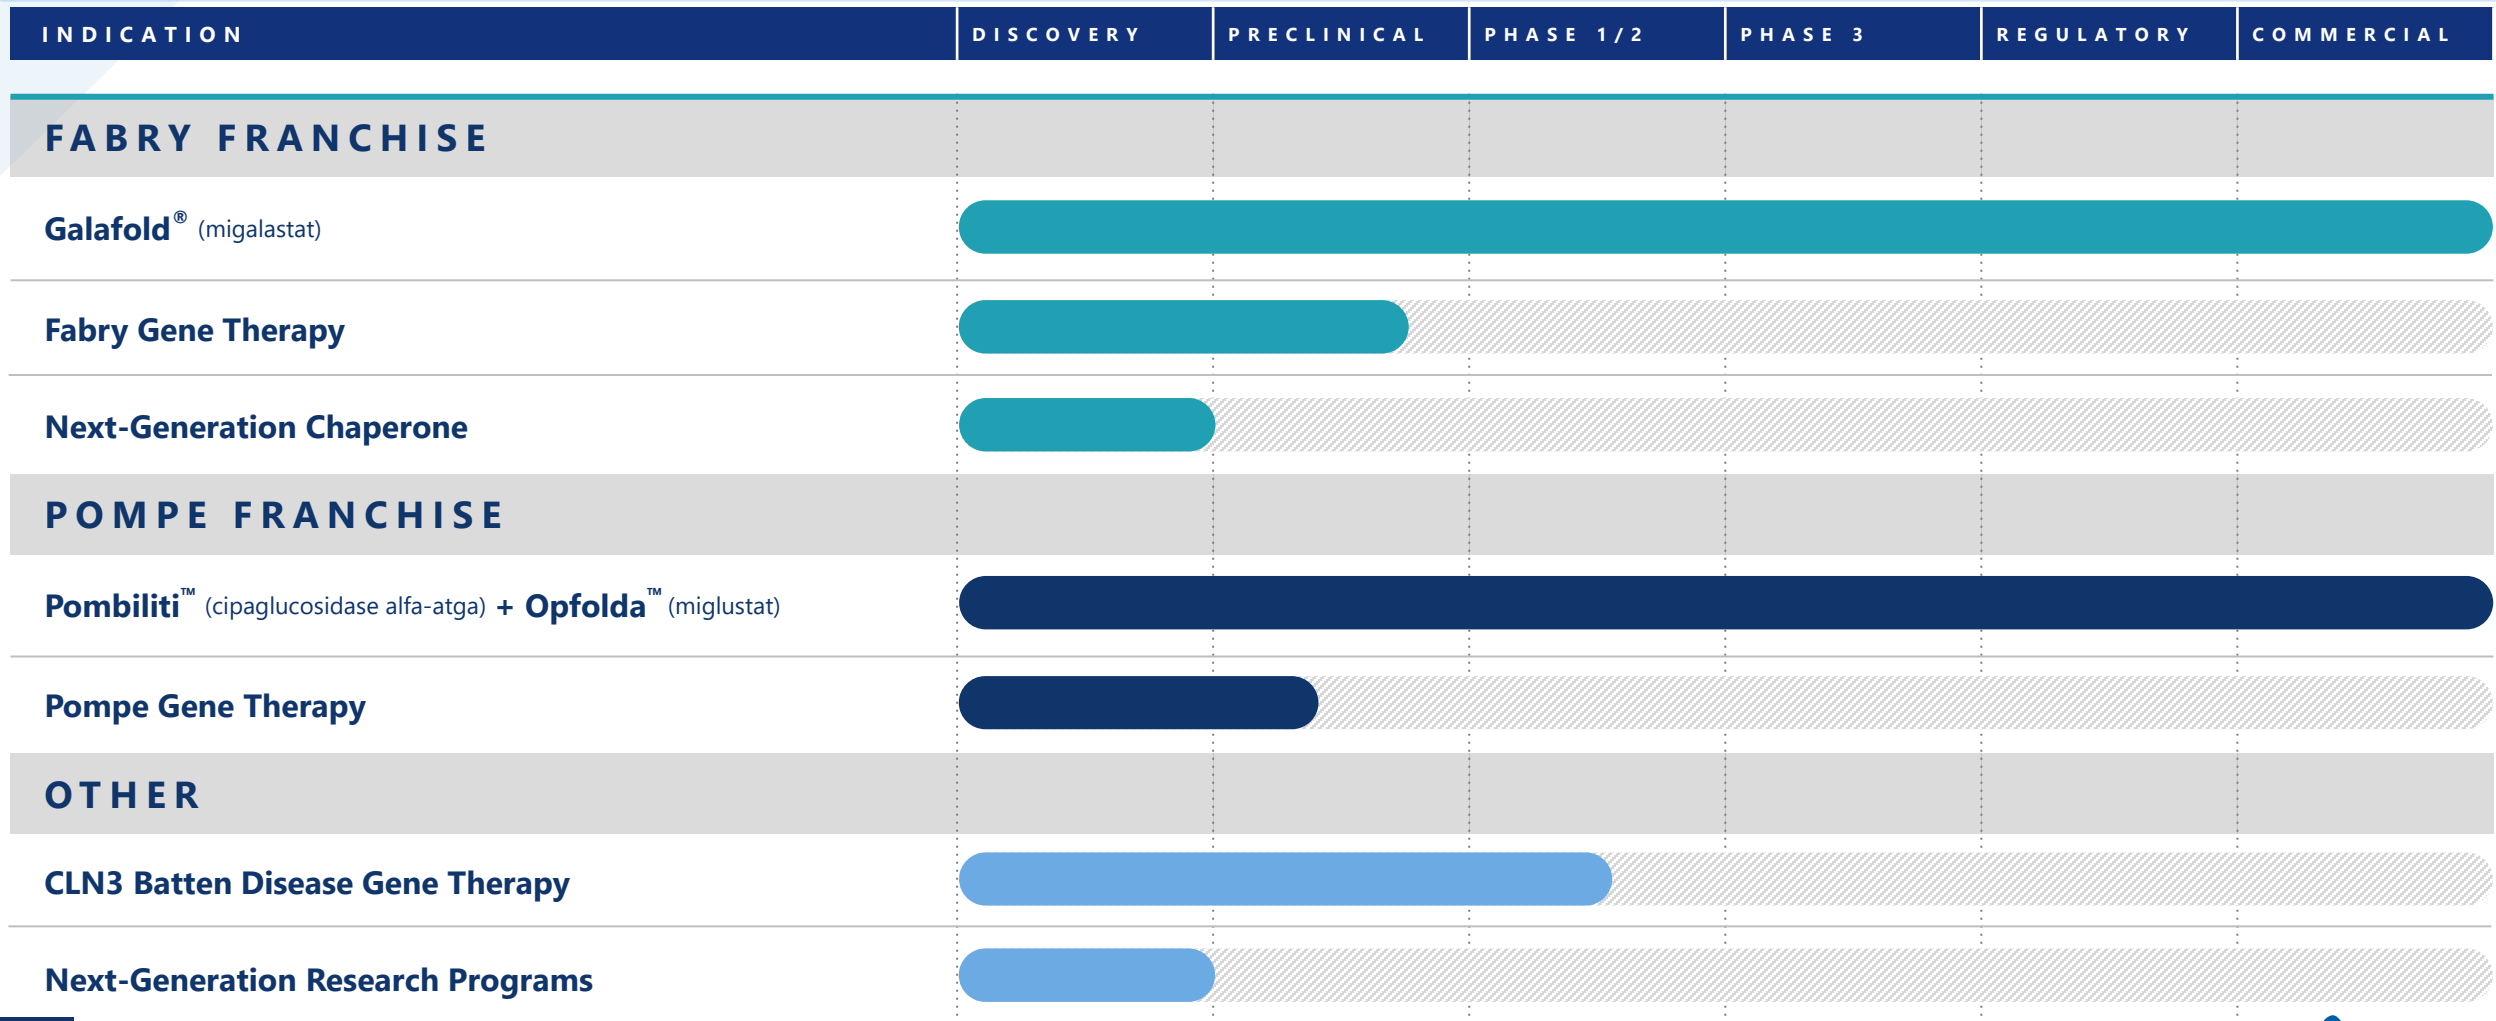 INDICATION DISCOVERY PRECLINICAL PHASE 1/2 PHASE 3 REGULATORY COMMERCIAL
FABRY FRANCHISE
Galafold® (migalastat)
Fabry Gene Therapy
Next-Generation Chaperone
POMPE FRANCHISE
Pombiliti™ (cipaglucosidase alfa-atga) + Opfolda™ (miglustat)
Pompe Gene Therapy
OTHER
CLN3 Batten Disease Gene Therapy
Next-Generation Research Programs